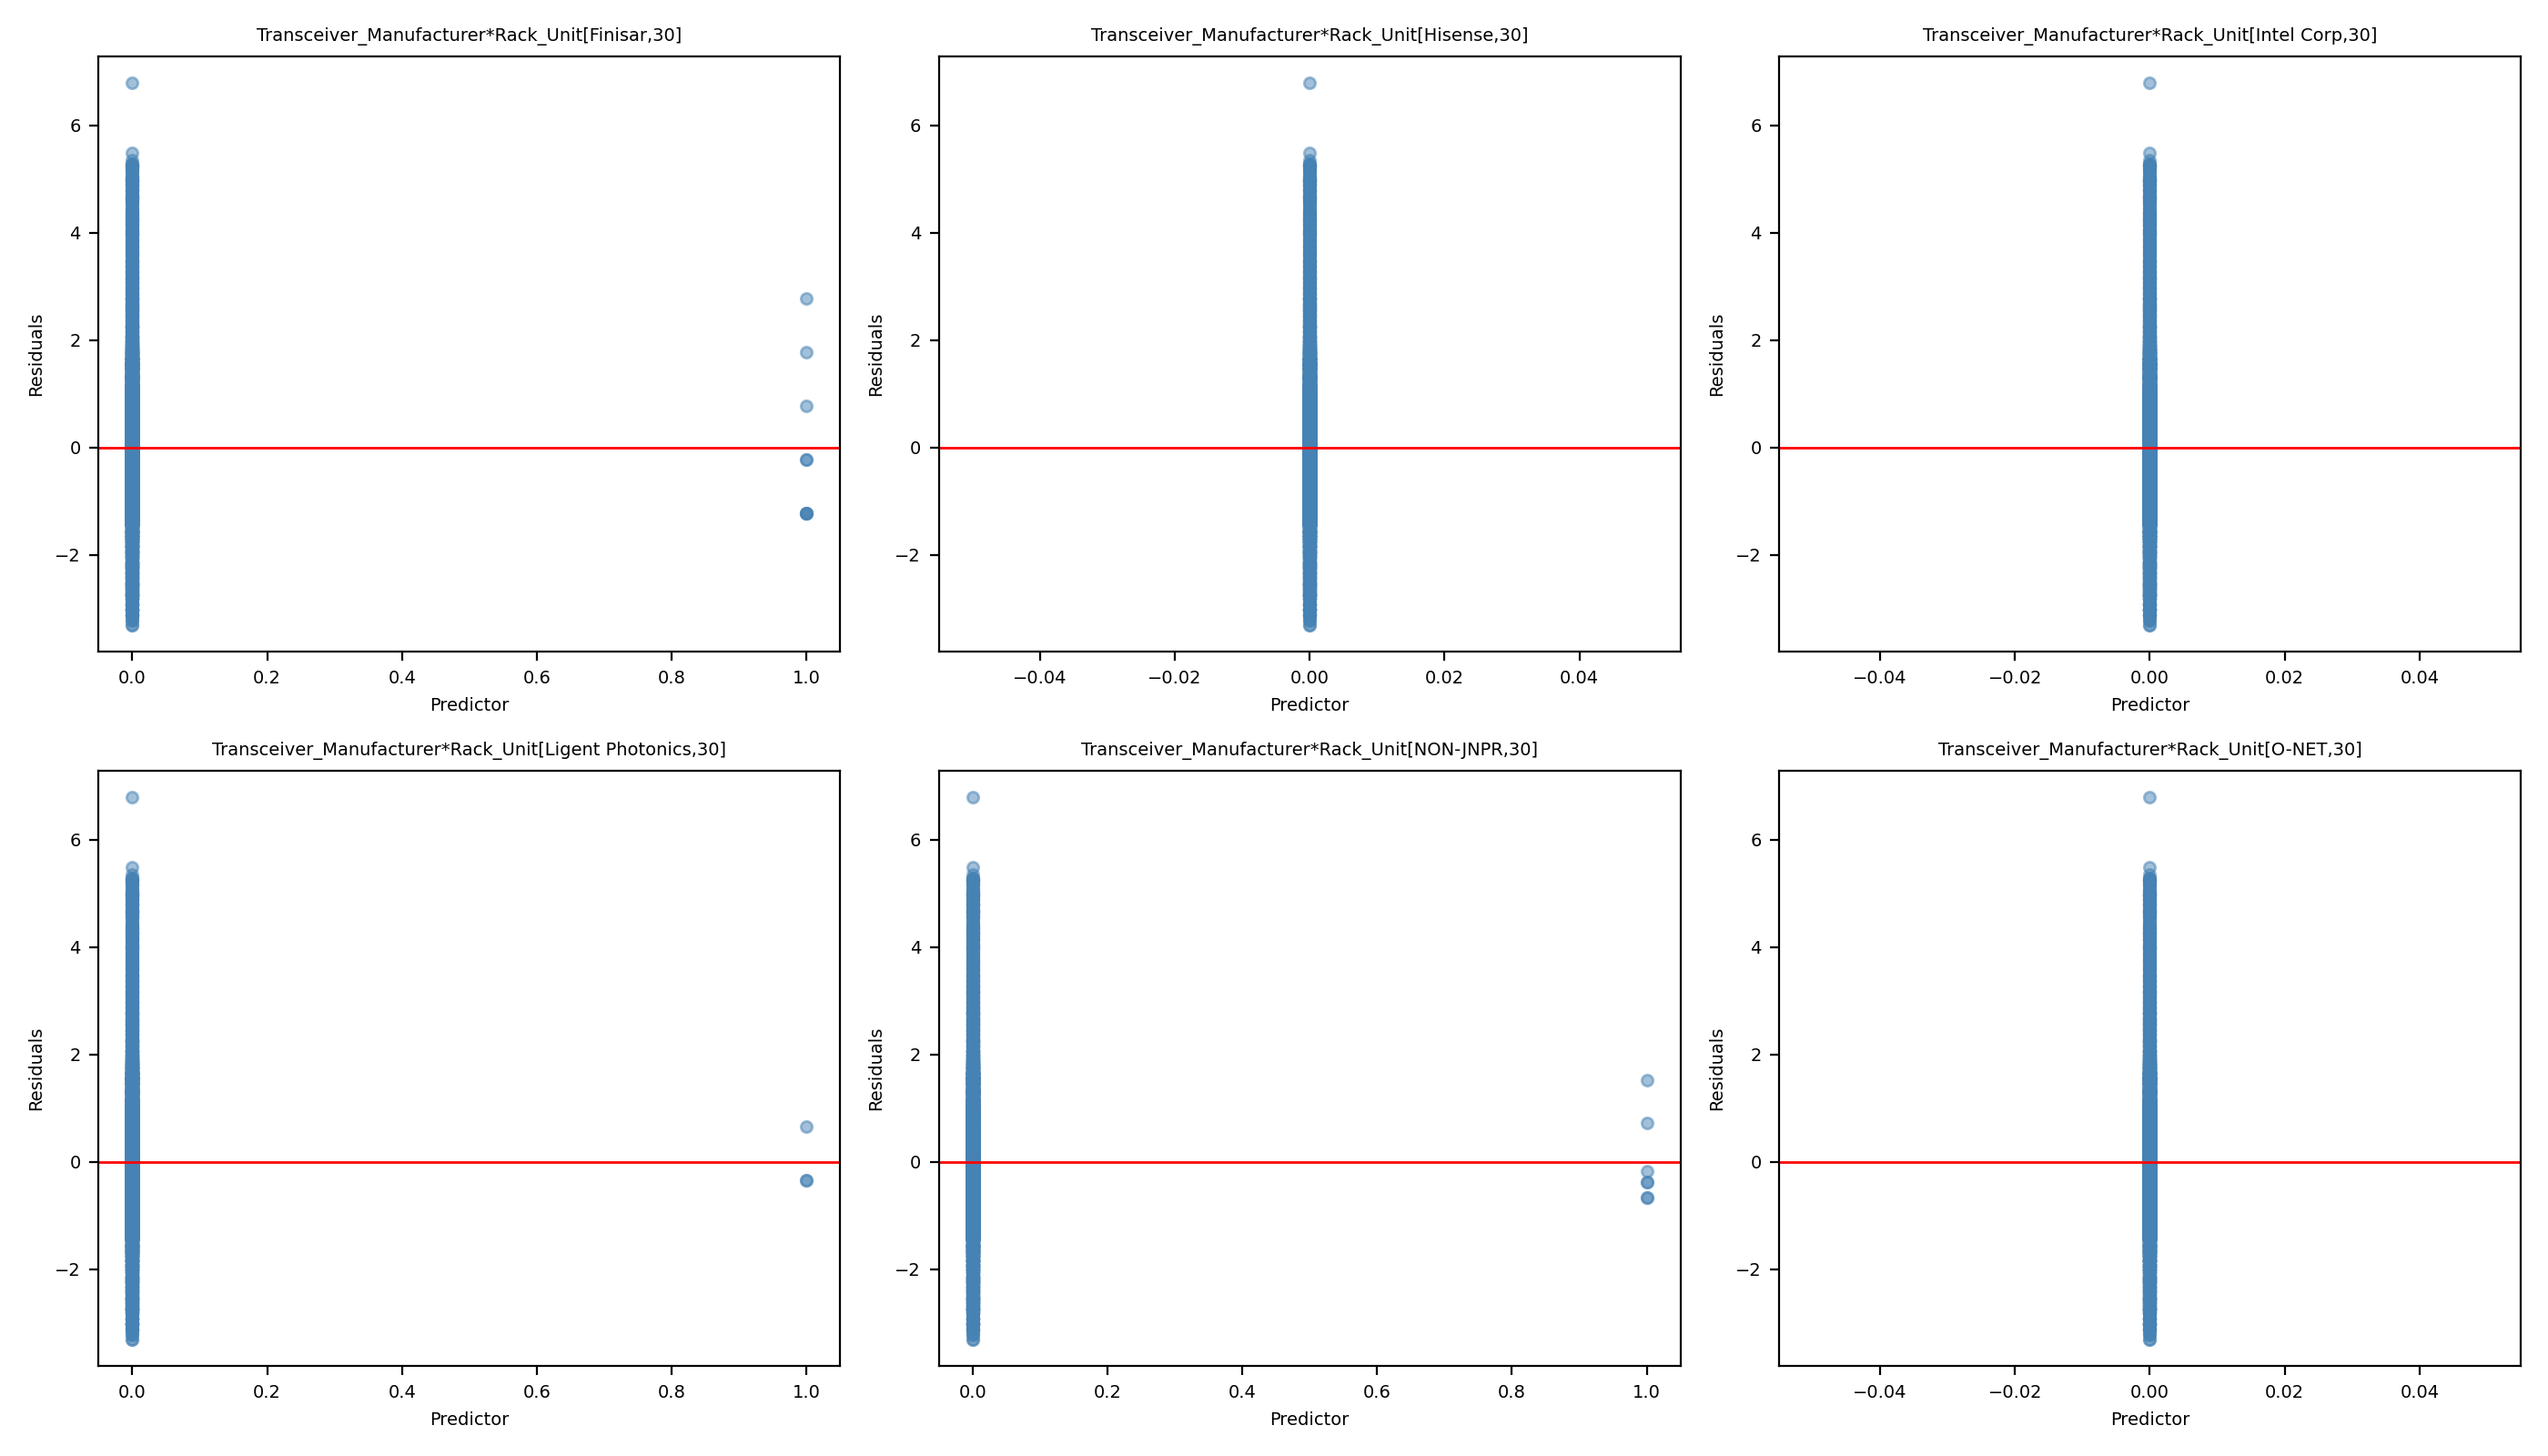 Transceiver_Manufacturer*Rack_Unit[Finisar,30]
6
4
2
0
−2
Residuals
0.0 0.2 0.4 0.6 0.8 1.0
Predictor
Transceiver_Manufacturer*Rack_Unit[Hisense,30]
6
4
2
0
−2
Residuals
−0.04 −0.02 0.00 0.02 0.04
Predictor
Transceiver_Manufacturer*Rack_Unit[Intel Corp,30]
6
4
2
0
−2
Residuals
−0.04 −0.02 0.00 0.02 0.04
Predictor
Transceiver_Manufacturer*Rack_Unit[Ligent Photonics,30]
6
4
2
0
−2
Residuals
0.0 0.2 0.4 0.6 0.8 1.0
Predictor
Transceiver_Manufacturer*Rack_Unit[NON-JNPR,30]
6
4
2
0
−2
Residuals
0.0 0.2 0.4 0.6 0.8 1.0
Predictor
Transceiver_Manufacturer*Rack_Unit[O-NET,30]
6
4
2
0
−2
Residuals
−0.04 −0.02 0.00 0.02 0.04
Predictor